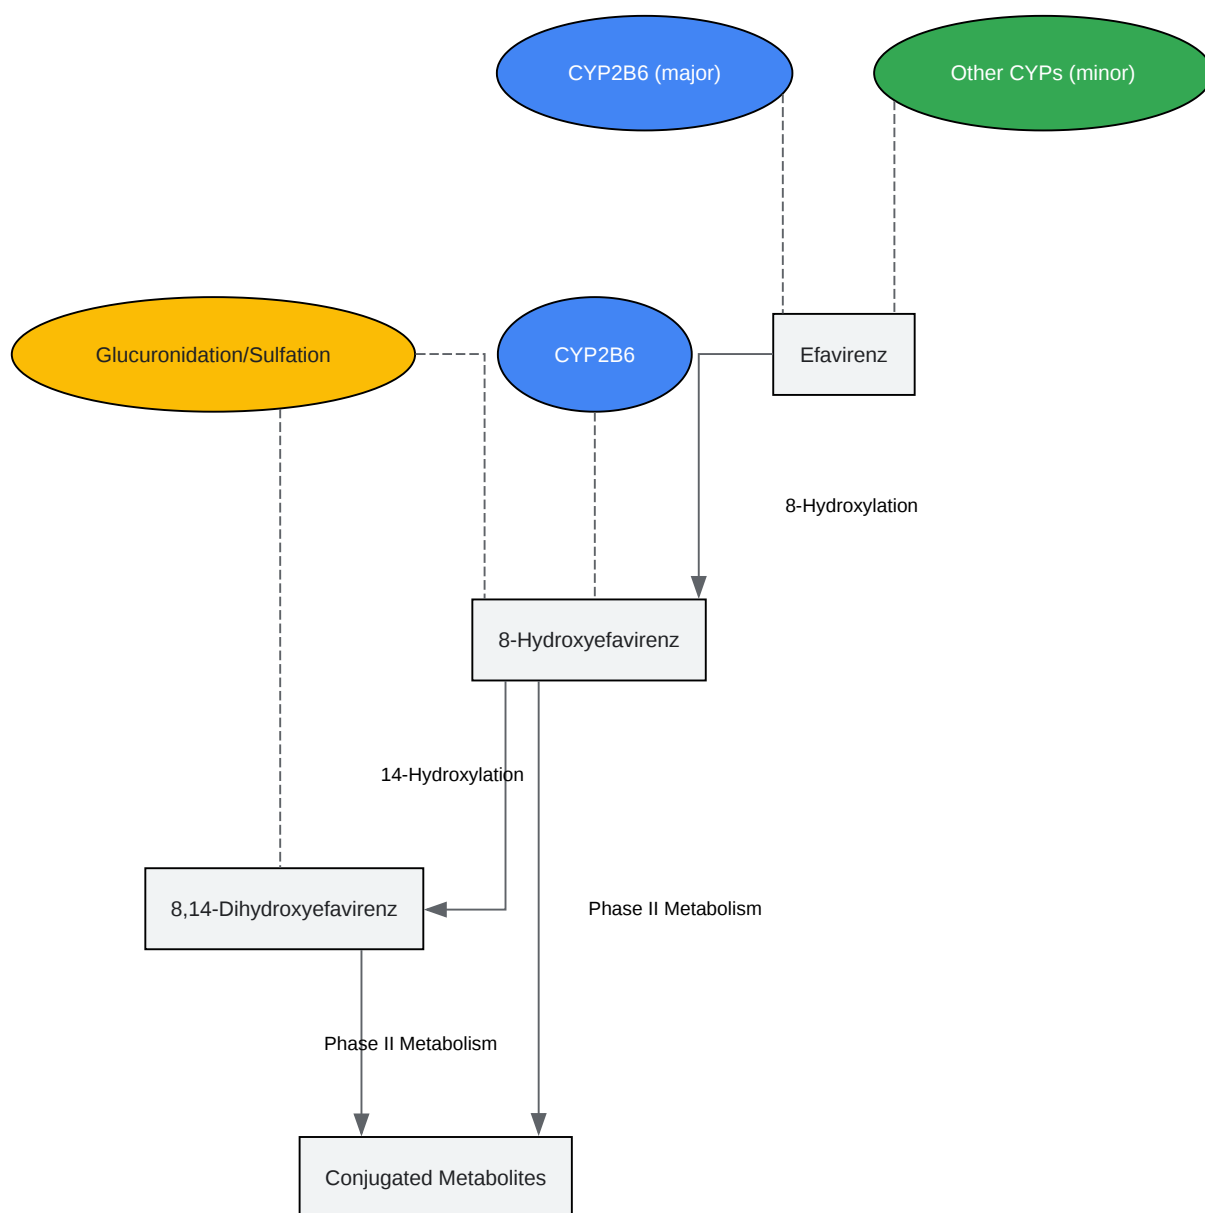 CYP2B6 (major)
Other CYPs (minor)
Glucuronidation/Sulfation
CYP2B6
Efavirenz
8-Hydroxylation
8-Hydroxyefavirenz
14-Hydroxylation
8,14-Dihydroxyefavirenz
Phase II Metabolism
Phase II Metabolism
Conjugated Metabolites